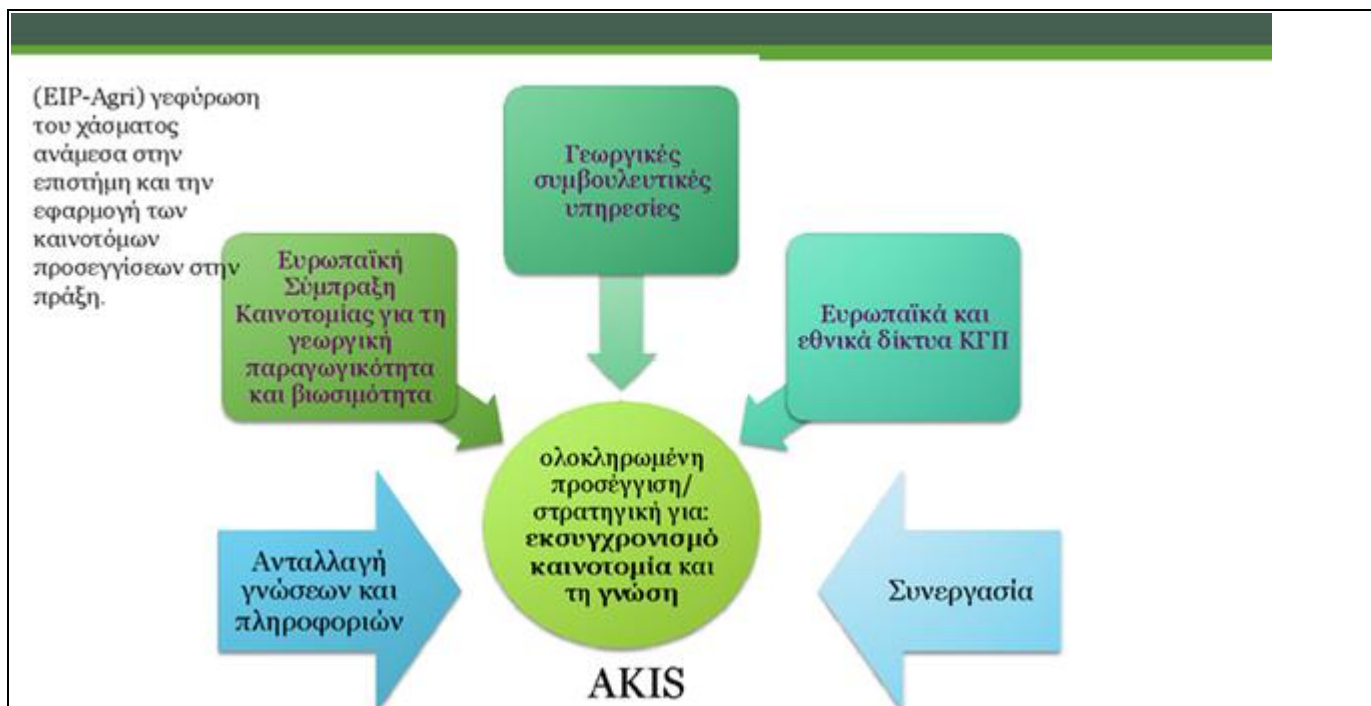 (EIP-Agri) γεφύρωση
του χάσματος
ανάμεσα στην
επιστήμη και την
εφαρμογή των
καινοτόμων
προσεγγίσεων στην
πράξη.
Γεωργικές
συμβουλευτικές
υπηρεσίες
Ευρωπαϊκή
Σύμπραξη
Καινοτομίας για τη
γεωργική
παραγωγικότητα
και βιωσιμότητα
Ευρωπαϊκά και
εθνικά δίκτυα ΚΓΠ
ολοκληρωμένη
προσέγγιση/
στρατηγική για:
εκσυγχρονισμό
καινοτομία και
τη γνώση
Ανταλλαγή
γνώσεων και
πληροφοριών
Συνεργασία
AKIS